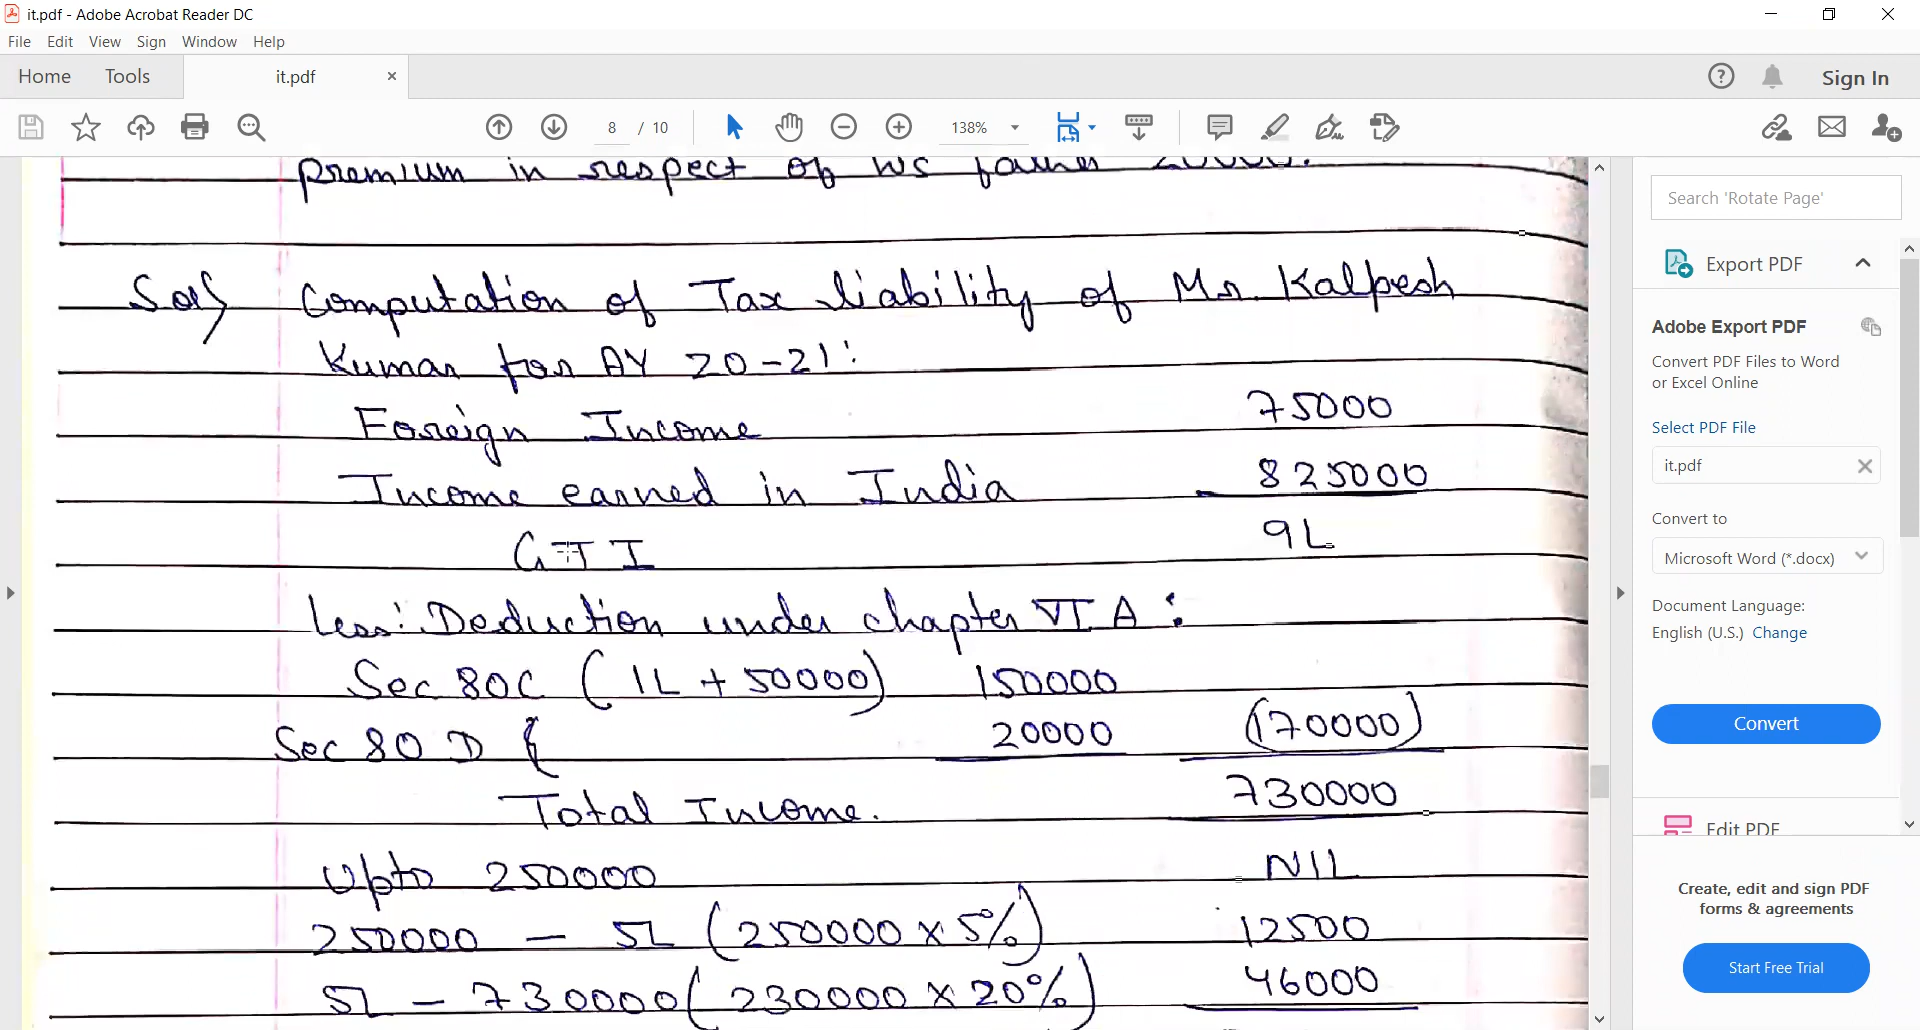 it.pdf - Adobe Acrobat Reader DC
File Edit View Sign Window Help
Home Tools it.pdf × Sign In
8 / 10 138%
premium in respect of his father 20000.
Sol) Computation of Tax liability of Mr. Kalpesh
Kumar for AY 20-21:
Foreign Income 75000
Income earned in India 825000
GTI 9L
Less: Deduction under chapter VI A :
Sec 80C (1L + 50000) 150000
Sec 80 D { 20000 (170000)
Total Income. 730000
Upto 250000 NIL
250000 - 5L (250000 x 5%) 12500
5L - 730000 (230000 x 20%) 46000
Search 'Rotate Page'
Export PDF
Adobe Export PDF
Convert PDF Files to Word
or Excel Online
Select PDF File
it.pdf
Convert to
Microsoft Word (*.docx)
Document Language:
English (U.S.) Change
Convert
Edit PDF
Create, edit and sign PDF
forms & agreements
Start Free Trial